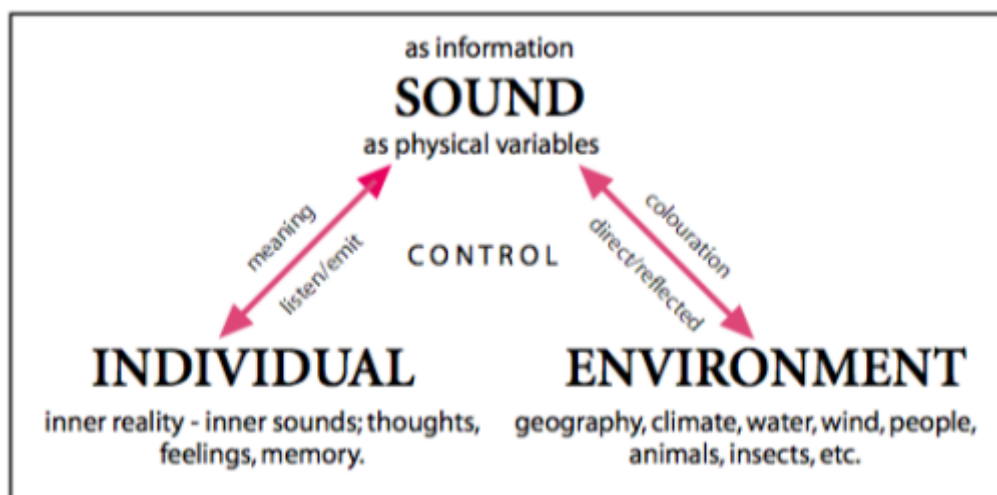 as information
SOUND
as physical variables
meaning
listen/emit
CONTROL
colouration
direct/reflected
INDIVIDUAL
inner reality - inner sounds; thoughts,
feelings, memory.
ENVIRONMENT
geography, climate, water, wind, people,
animals, insects, etc.